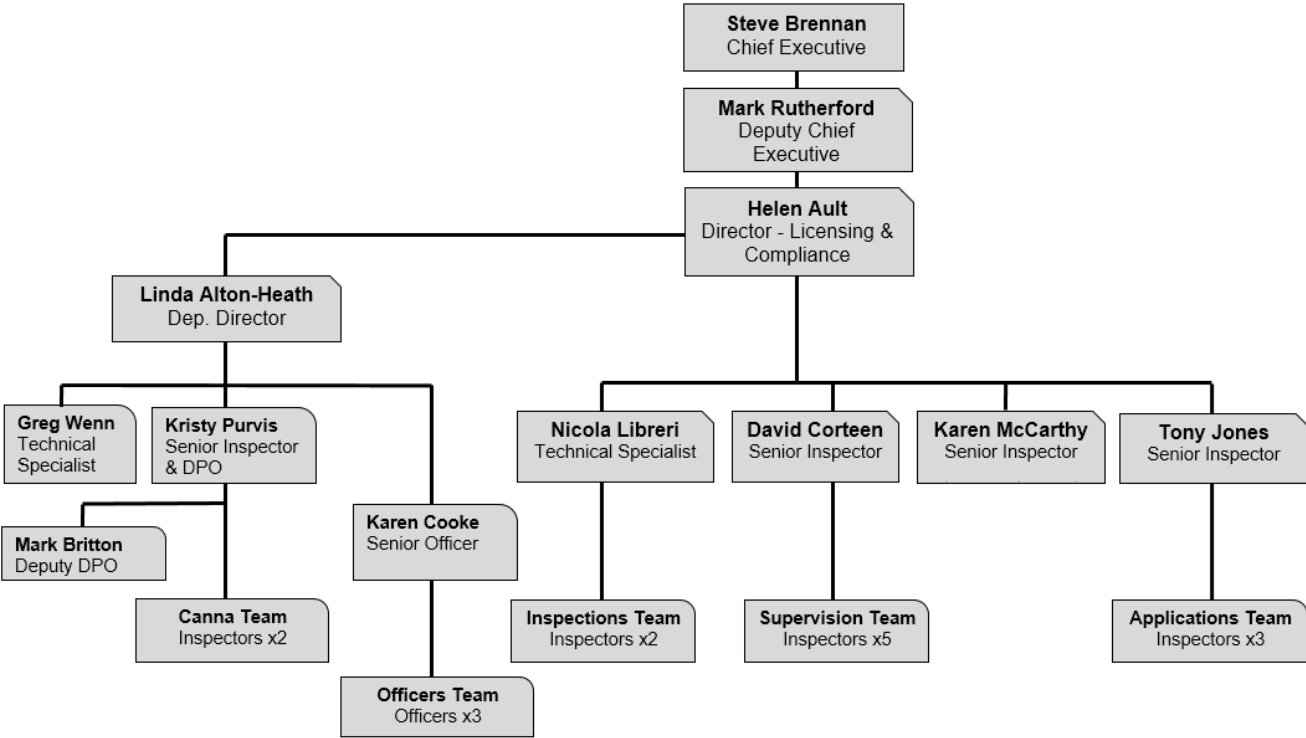 Steve Brennan
Chief Executive
Mark Rutherford
Deputy Chief
Executive
Helen Ault
Director - Licensing &
Compliance
Linda Alton-Heath
Dep. Director
Greg Wenn
Technical
Specialist
Kristy Purvis
Senior Inspector
& DPO
Nicola Libreri
Technical Specialist
David Corteen
Senior Inspector
Karen McCarthy
Senior Inspector
Tony Jones
Senior Inspector
Mark Britton
Deputy DPO
Karen Cooke
Senior Officer
Canna Team
Inspectors x2
Inspections Team
Inspectors x2
Supervision Team
Inspectors x5
Applications Team
Inspectors x3
Officers Team
Officers x3